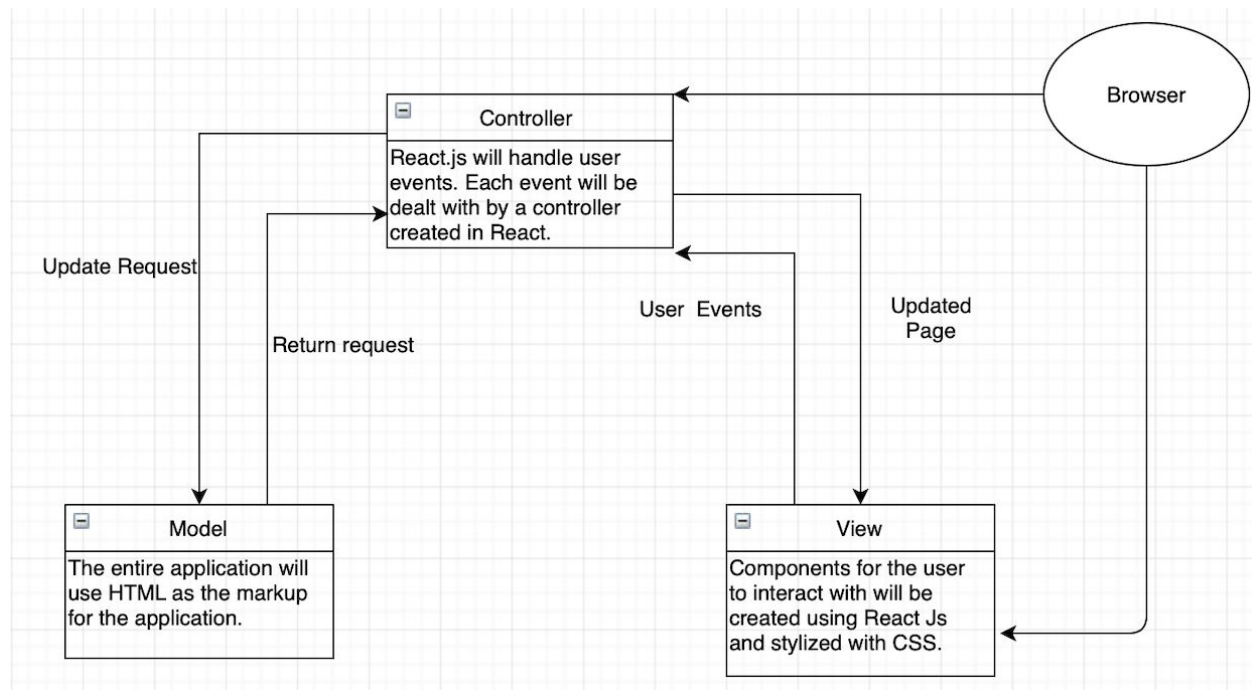 Browser
Controller
React.js will handle user
events. Each event will be
dealt with by a controller
created in React.
Update Request
User Events
Updated
Page
Return request
Model
The entire application will
use HTML as the markup
for the application.
View
Components for the user
to interact with will be
created using React Js
and stylized with CSS.